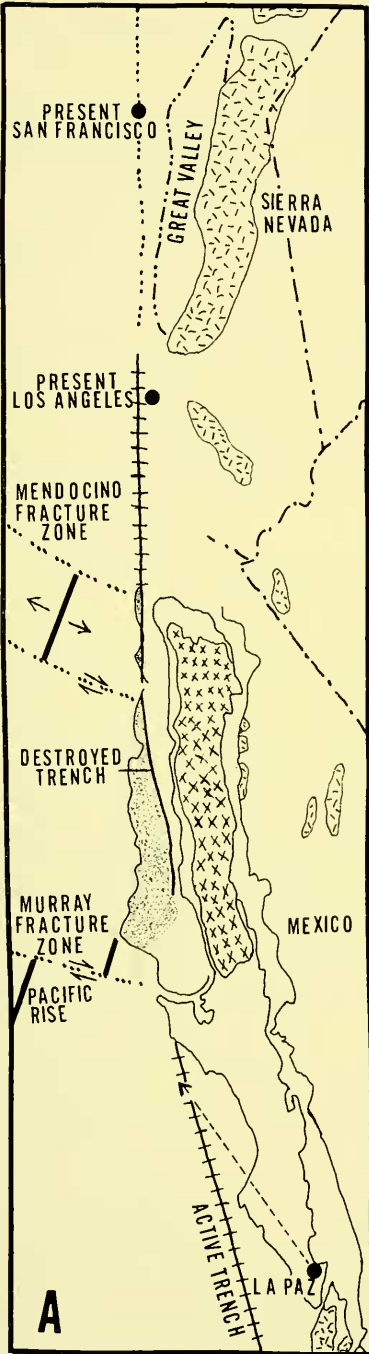 PRESENT
SAN FRANCISCO
GREAT VALLEY
SIERRA
NEVADA
PRESENT
LOS ANGELES
MENDOCINO
FRACTURE
ZONE
DESTROYED
TRENCH
MURRAY
FRACTURE
ZONE
MEXICO
PACIFIC
RISE
ACTIVE TRENCH
LA PAZ
A